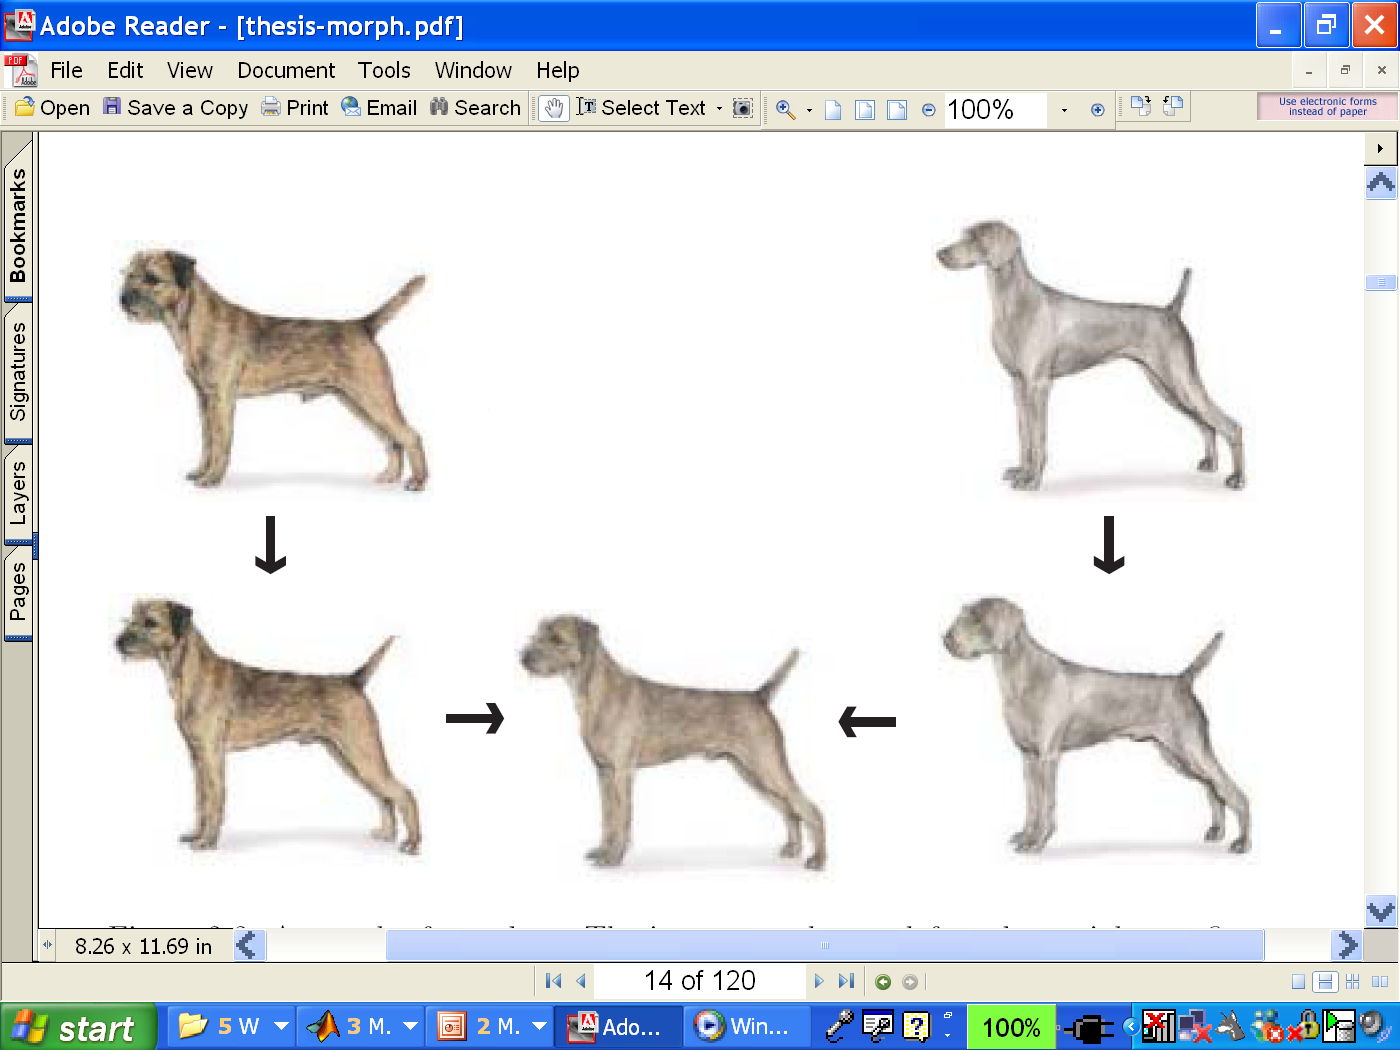 Adobe Reader - [thesis-morph.pdf]
File Edit View Document Tools Window Help
Open Save a Copy Print Email Search Select Text 100%
Use electronic forms
instead of paper
Bookmarks
Signatures
Layers
Pages
8.26 x 11.69 in
14 of 120
start 5 W 3 M. 2 M. Ado... Win... 100%